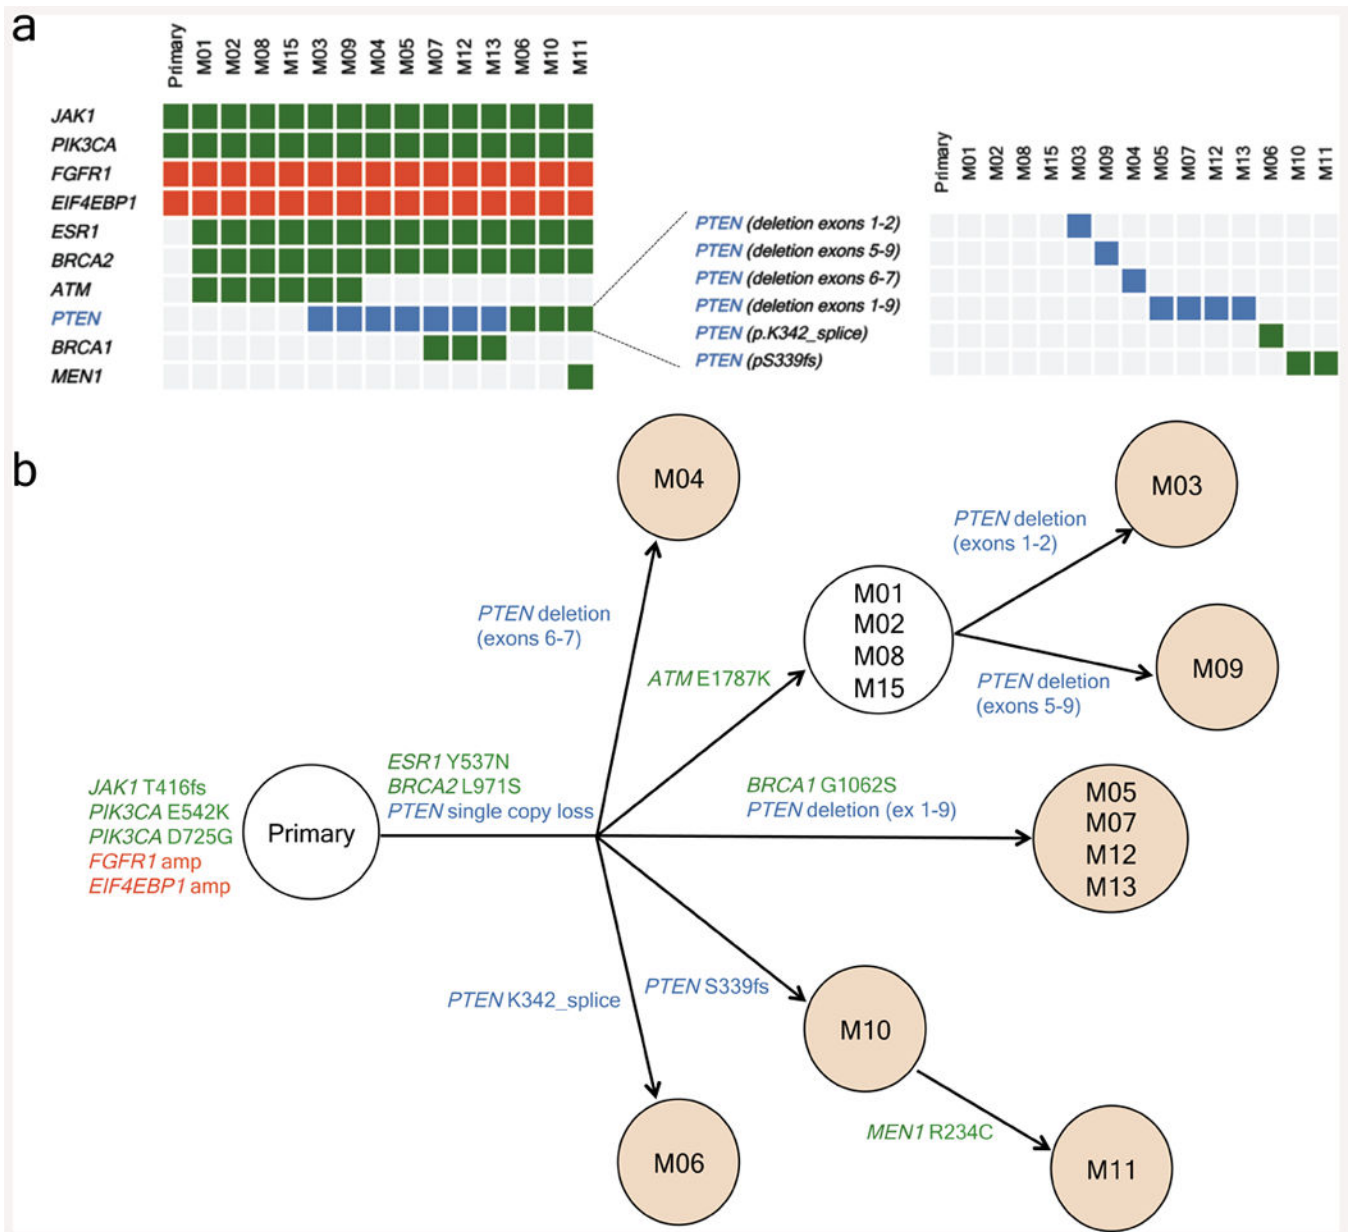 a
Primary M01 M02 M08 M15 M03 M09 M04 M05 M07 M12 M13 M06 M10 M11
JAK1
PIK3CA
FGFR1
EIF4EBP1
ESR1
BRCA2
ATM
PTEN
BRCA1
MEN1
Primary M01 M02 M08 M15 M03 M09 M04 M05 M07 M12 M13 M06 M10 M11
PTEN (deletion exons 1-2)
PTEN (deletion exons 5-9)
PTEN (deletion exons 6-7)
PTEN (deletion exons 1-9)
PTEN (p.K342_splice)
PTEN (pS339fs)
b
JAK1 T416fs
PIK3CA E542K
PIK3CA D725G
FGFR1 amp
EIF4EBP1 amp
Primary
ESR1 Y537N
BRCA2 L971S
PTEN single copy loss
PTEN deletion
(exons 6-7)
M04
ATM E1787K
M01
M02
M08
M15
PTEN deletion
(exons 1-2)
M03
PTEN deletion
(exons 5-9)
M09
BRCA1 G1062S
PTEN deletion (ex 1-9)
M05
M07
M12
M13
PTEN S339fs
M10
MEN1 R234C
M11
PTEN K342_splice
M06